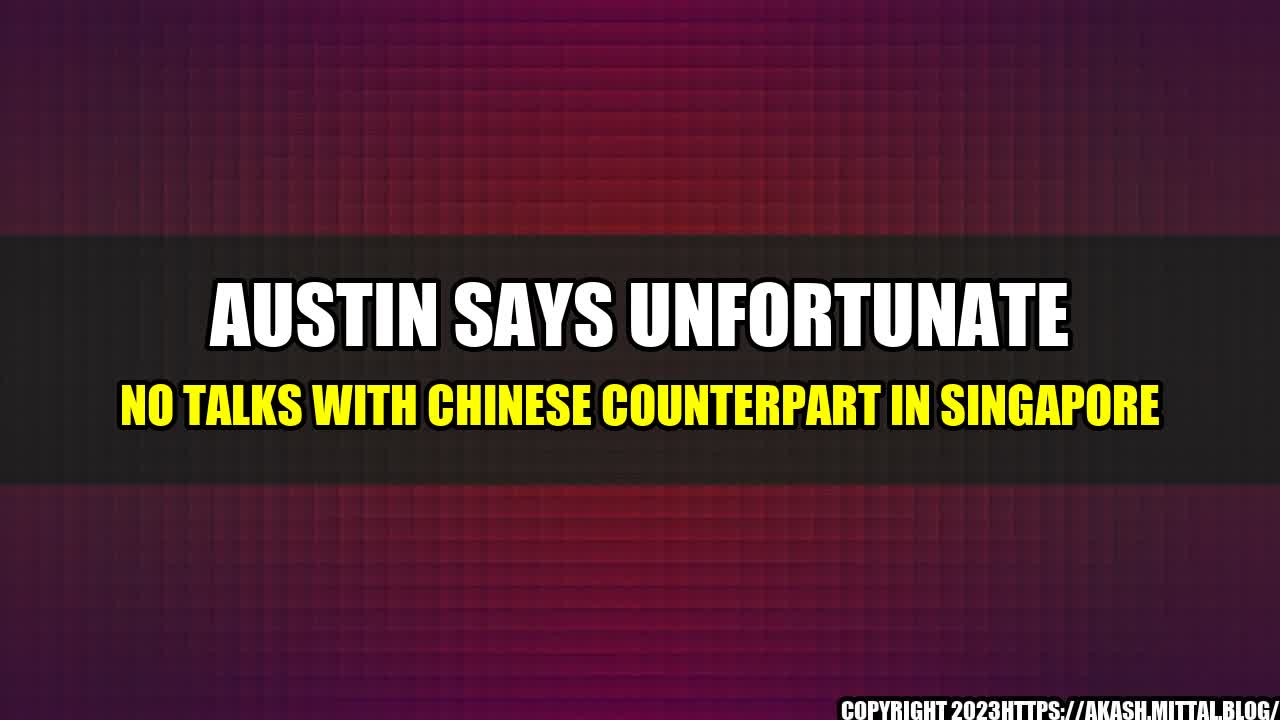 AUSTIN SAYS UNFORTUNATE
NO TALKS WITH CHINESE COUNTERPART IN SINGAPORE
COPYRIGHT 2023HTTPS://AKASH.MITTAL.BLOG/